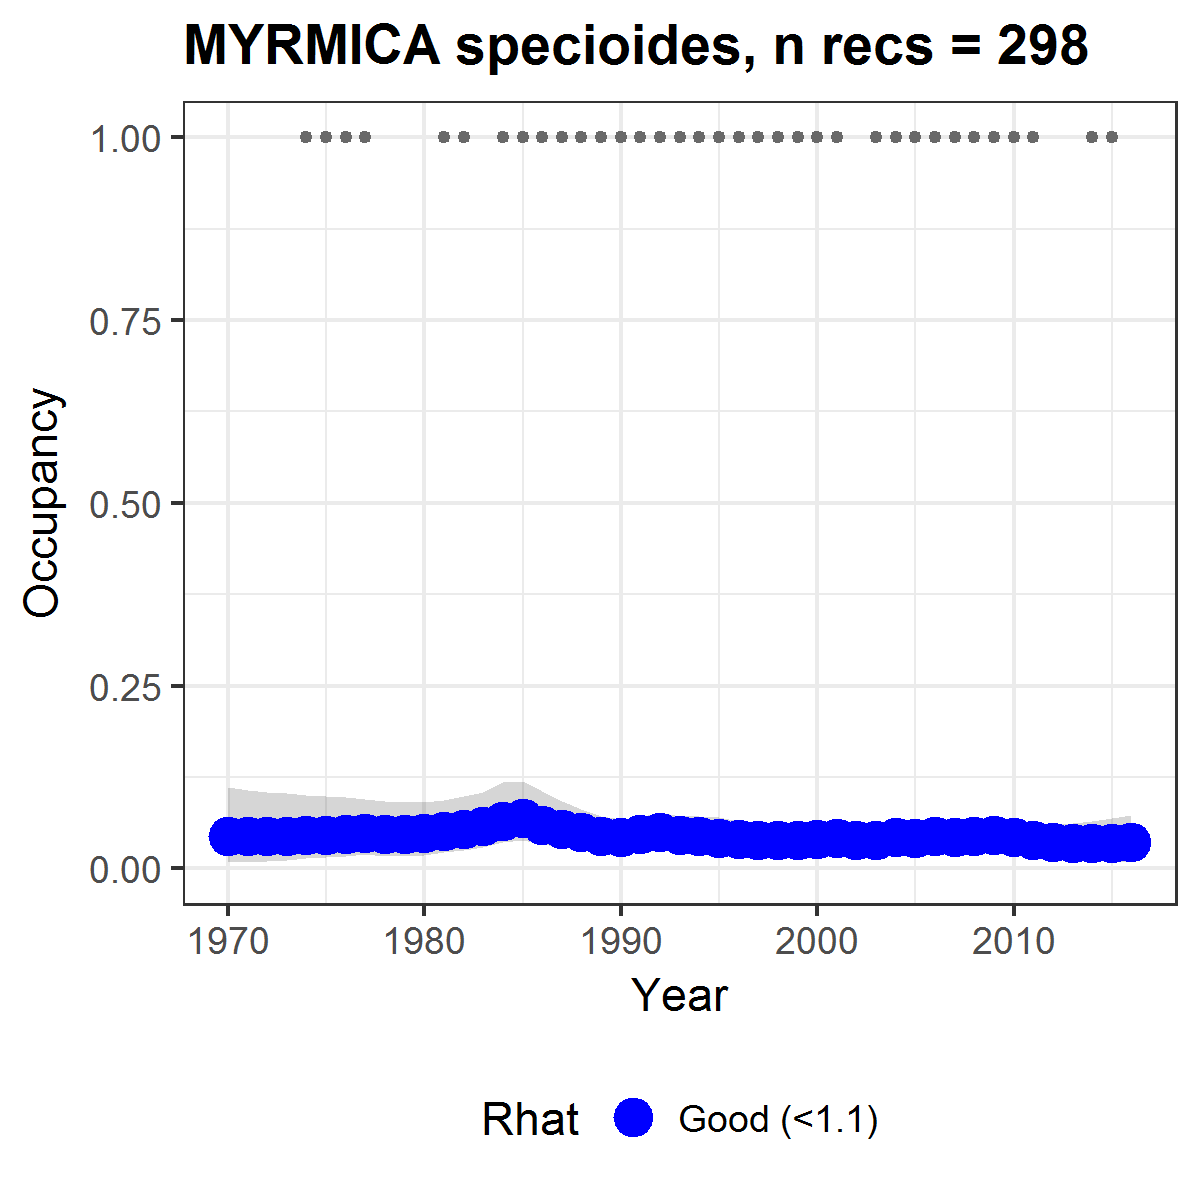 MYRMICA specioides, n recs = 298
1.00
0.75
0.50
0.25
0.00
Occupancy
1970 1980 1990 2000 2010
Year
Rhat Good (<1.1)